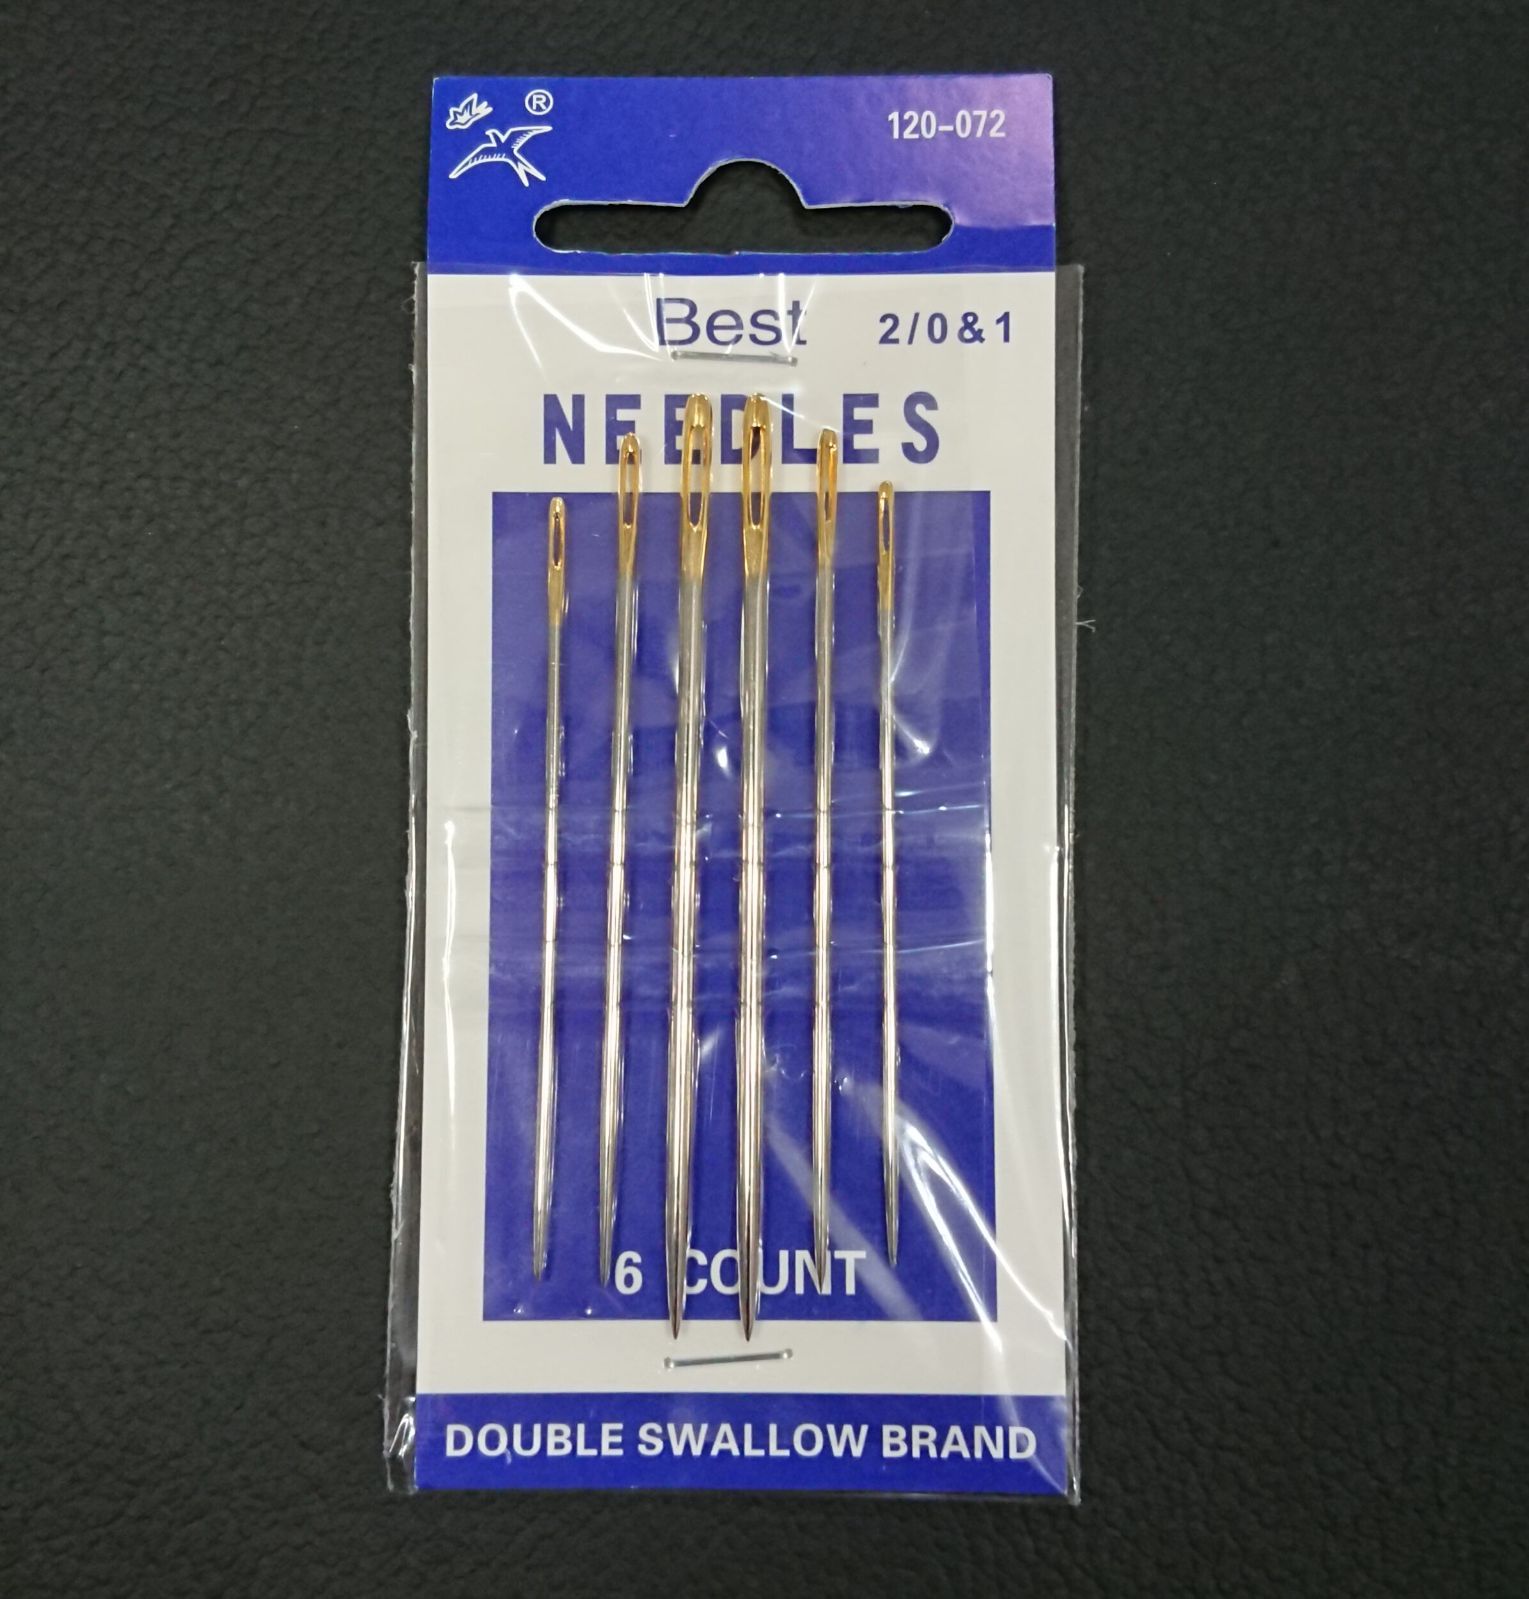 ®
120-072
Best 2/0&1
NEEDLES
6 COUNT
DOUBLE SWALLOW BRAND